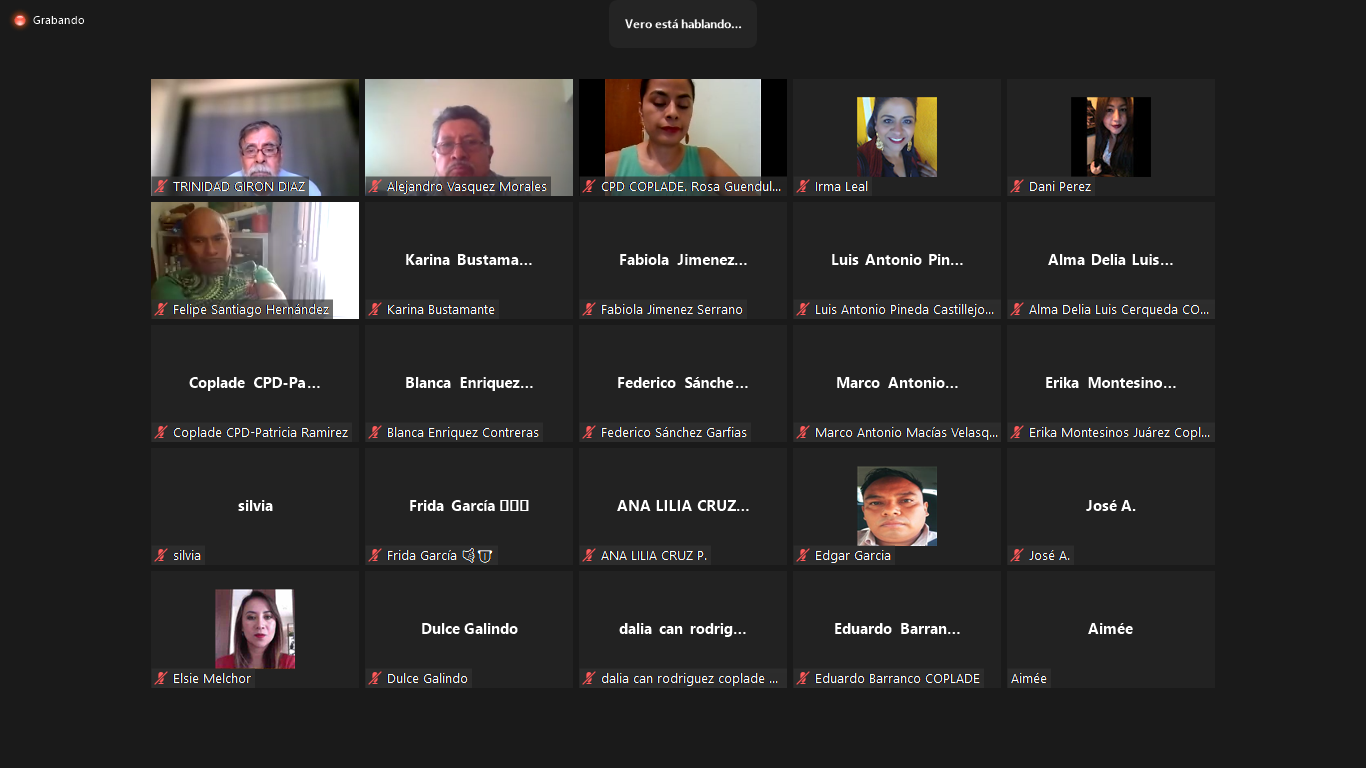 Grabando
Vero está hablando...
TRINIDAD GIRON DIAZ
Alejandro Vasquez Morales
CPD COPLADE. Rosa Guendul...
Irma Leal
Dani Perez
Felipe Santiago Hernández
Karina Bustama...
Karina Bustamante
Fabiola Jimenez...
Fabiola Jimenez Serrano
Luis Antonio Pin...
Luis Antonio Pineda Castillejo...
Alma Delia Luis...
Alma Delia Luis Cerqueda CO...
Coplade CPD-Pa...
Coplade CPD-Patricia Ramirez
Blanca Enriquez...
Blanca Enriquez Contreras
Federico Sánche...
Federico Sánchez Garfias
Marco Antonio...
Marco Antonio Macías Velasq...
Erika Montesino...
Erika Montesinos Juárez Copl...
silvia
silvia
Frida García
Frida García
ANA LILIA CRUZ...
ANA LILIA CRUZ P.
Edgar Garcia
José A.
José A.
Elsie Melchor
Dulce Galindo
Dulce Galindo
dalia can rodrig...
dalia can rodriguez coplade ...
Eduardo Barran...
Eduardo Barranco COPLADE
Aimée
Aimée